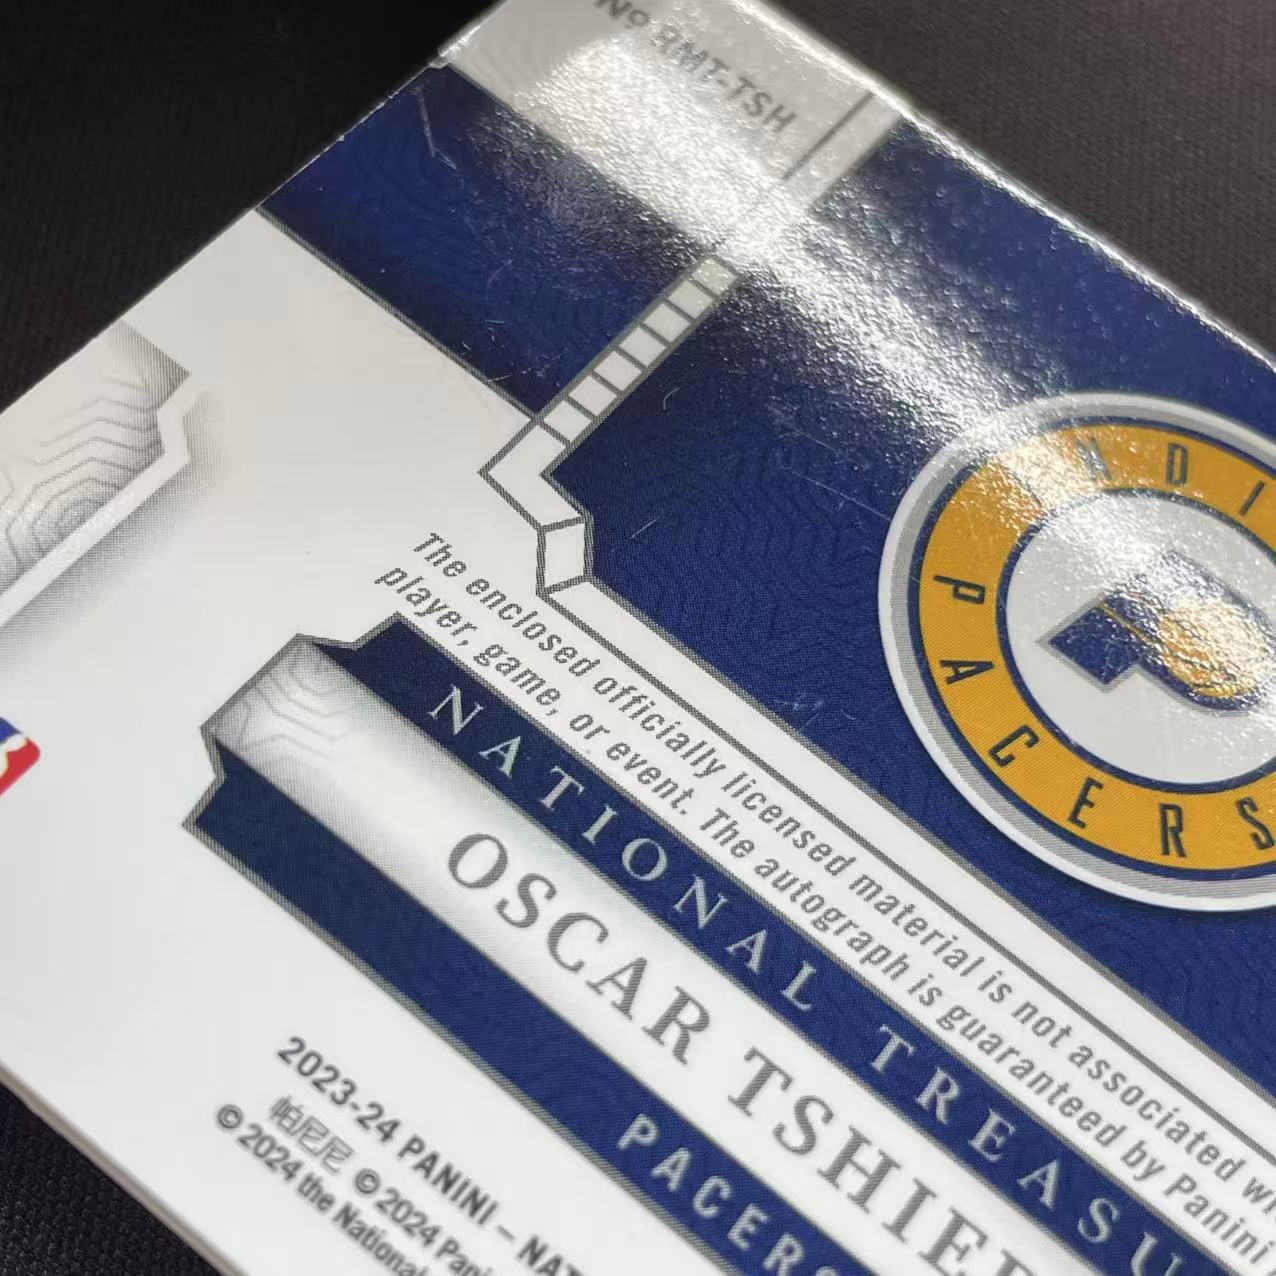 Nº RMT-TSH
INDI
PACERS
The enclosed officially licensed material is not associated
player, game, or event. The autograph is guaranteed by Panini
NATIONAL TREASU
OSCAR TSHIE
PACERS
2023-24 PANINI – NAT
帕尼尼 © 2024 Panini
© 2024 the National